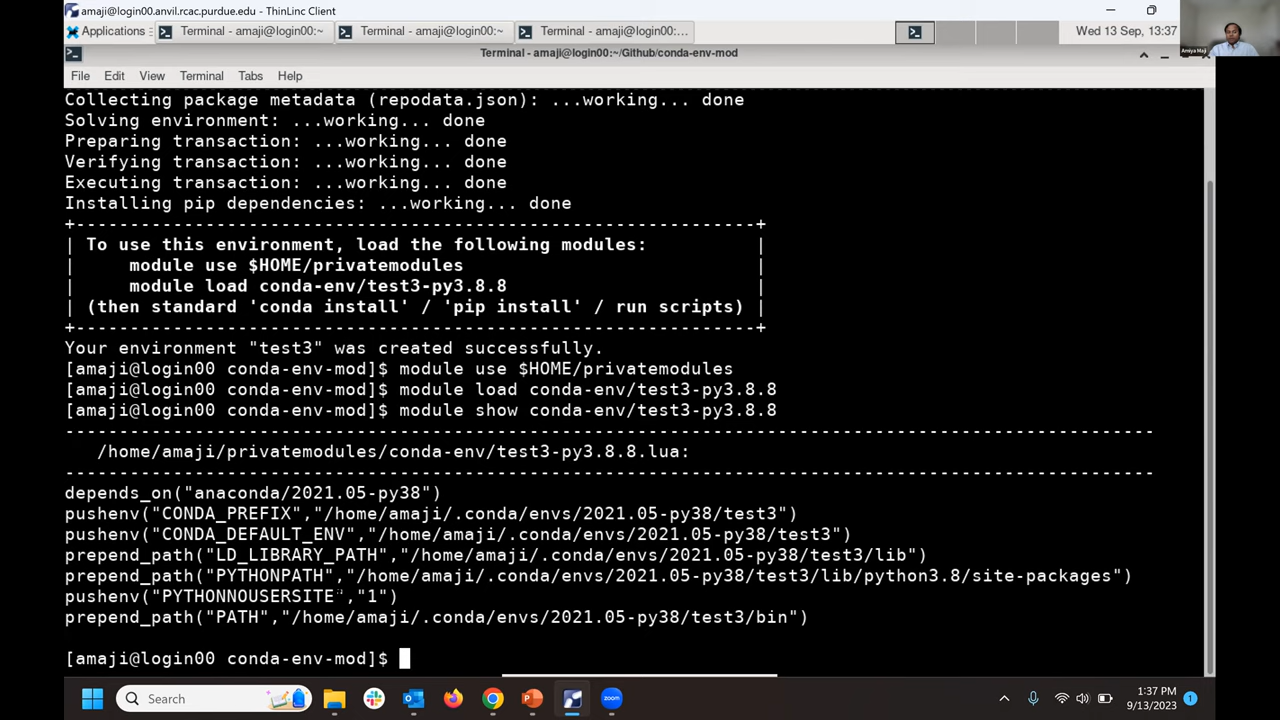 amaji@login00.anvil.rcac.purdue.edu - ThinLinc Client
Applications
Terminal - amaji@login00:~
Terminal - amaji@login00:~
Terminal - amaji@login00:...
Wed 13 Sep, 13:37
Amiya Maji
Terminal - amaji@login00:~/Github/conda-env-mod
File Edit View Terminal Tabs Help
Collecting package metadata (repodata.json): ...working... done
Solving environment: ...working... done
Preparing transaction: ...working... done
Verifying transaction: ...working... done
Executing transaction: ...working... done
Installing pip dependencies: ...working... done
+---------------------------------------------------------------+
| To use this environment, load the following modules: |
| module use $HOME/privatemodules |
| module load conda-env/test3-py3.8.8 |
| (then standard 'conda install' / 'pip install' / run scripts) |
+---------------------------------------------------------------+
Your environment "test3" was created successfully.
[amaji@login00 conda-env-mod]$ module use $HOME/privatemodules
[amaji@login00 conda-env-mod]$ module load conda-env/test3-py3.8.8
[amaji@login00 conda-env-mod]$ module show conda-env/test3-py3.8.8
-----------------------------------------------------------------------------------------------------
/home/amaji/privatemodules/conda-env/test3-py3.8.8.lua:
-----------------------------------------------------------------------------------------------------
depends_on("anaconda/2021.05-py38")
pushenv("CONDA_PREFIX","/home/amaji/.conda/envs/2021.05-py38/test3")
pushenv("CONDA_DEFAULT_ENV","/home/amaji/.conda/envs/2021.05-py38/test3")
prepend_path("LD_LIBRARY_PATH","/home/amaji/.conda/envs/2021.05-py38/test3/lib")
prepend_path("PYTHONPATH","/home/amaji/.conda/envs/2021.05-py38/test3/lib/python3.8/site-packages")
pushenv("PYTHONNOUSERSITE","1")
prepend_path("PATH","/home/amaji/.conda/envs/2021.05-py38/test3/bin")
[amaji@login00 conda-env-mod]$
Search
zoom
1:37 PM
9/13/2023
1